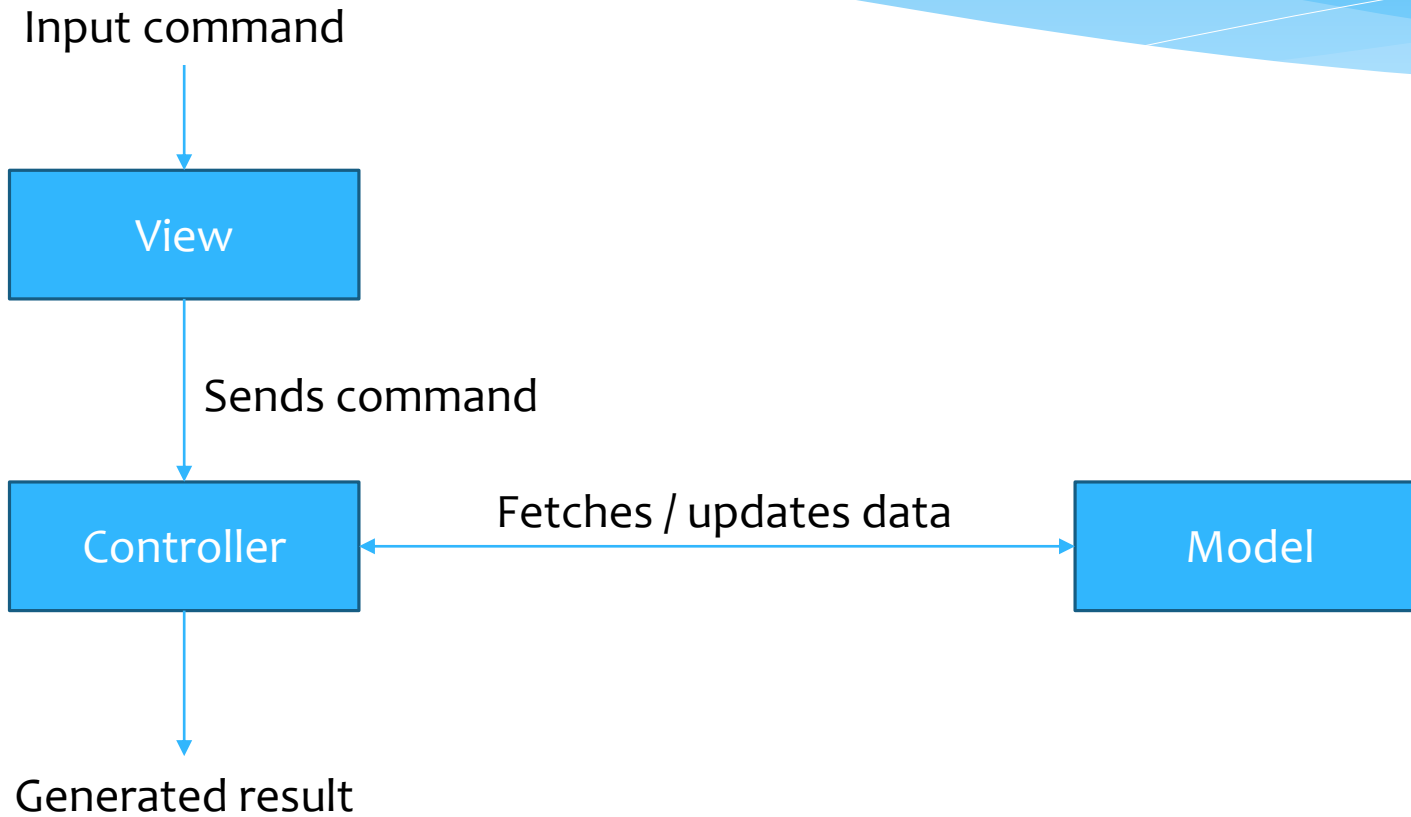 Input command
View
Sends command
Fetches / updates data
Controller
Model
Generated result